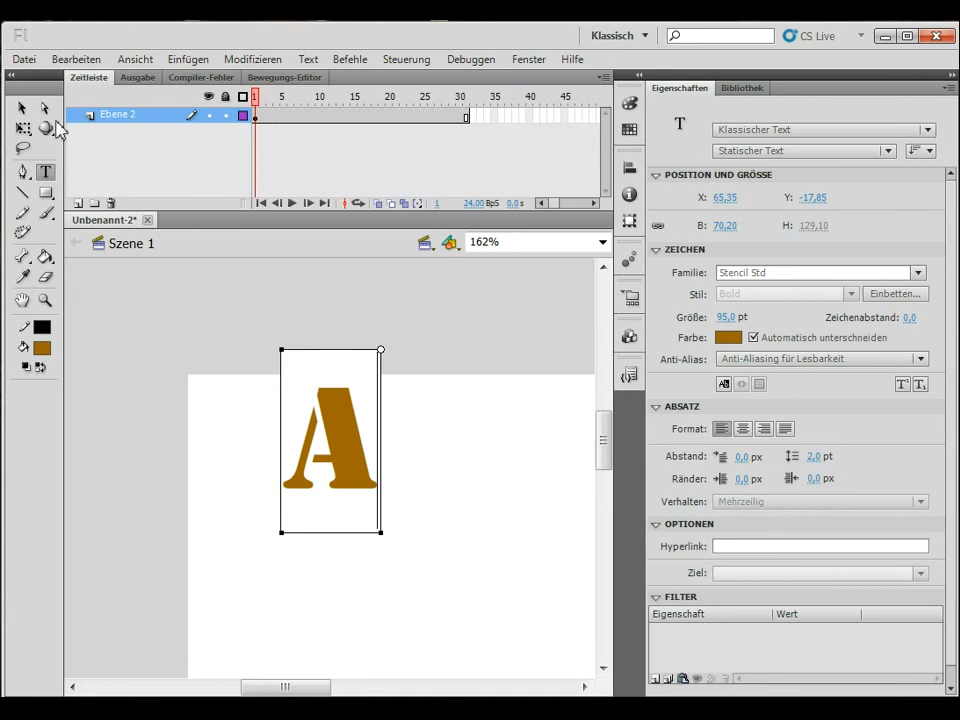 Fl
Klassisch
CS Live
Datei Bearbeiten Ansicht Einfügen Modifizieren Text Befehle Steuerung Debuggen Fenster Hilfe
Zeitleiste Ausgabe Compiler-Fehler Bewegungs-Editor
1 5 10 15 20 25 30 35 40 45
Ebene 2
1 24,00 BpS 0,0 s
Unbenannt-2*
Szene 1
162%
A
Eigenschaften Bibliothek
T
Klassischer Text
Statischer Text
POSITION UND GRÖSSE
X: 65,35 Y: -17,85
B: 70,20 H: 129,10
ZEICHEN
Familie: Stencil Std
Stil: Bold Einbetten...
Größe: 95,0 pt Zeichenabstand: 0,0
Farbe: Automatisch unterschneiden
Anti-Alias: Anti-Aliasing für Lesbarkeit
ABSATZ
Format:
Abstand: 0,0 px 2,0 pt
Ränder: 0,0 px 0,0 px
Verhalten: Mehrzeilig
OPTIONEN
Hyperlink:
Ziel:
FILTER
Eigenschaft Wert